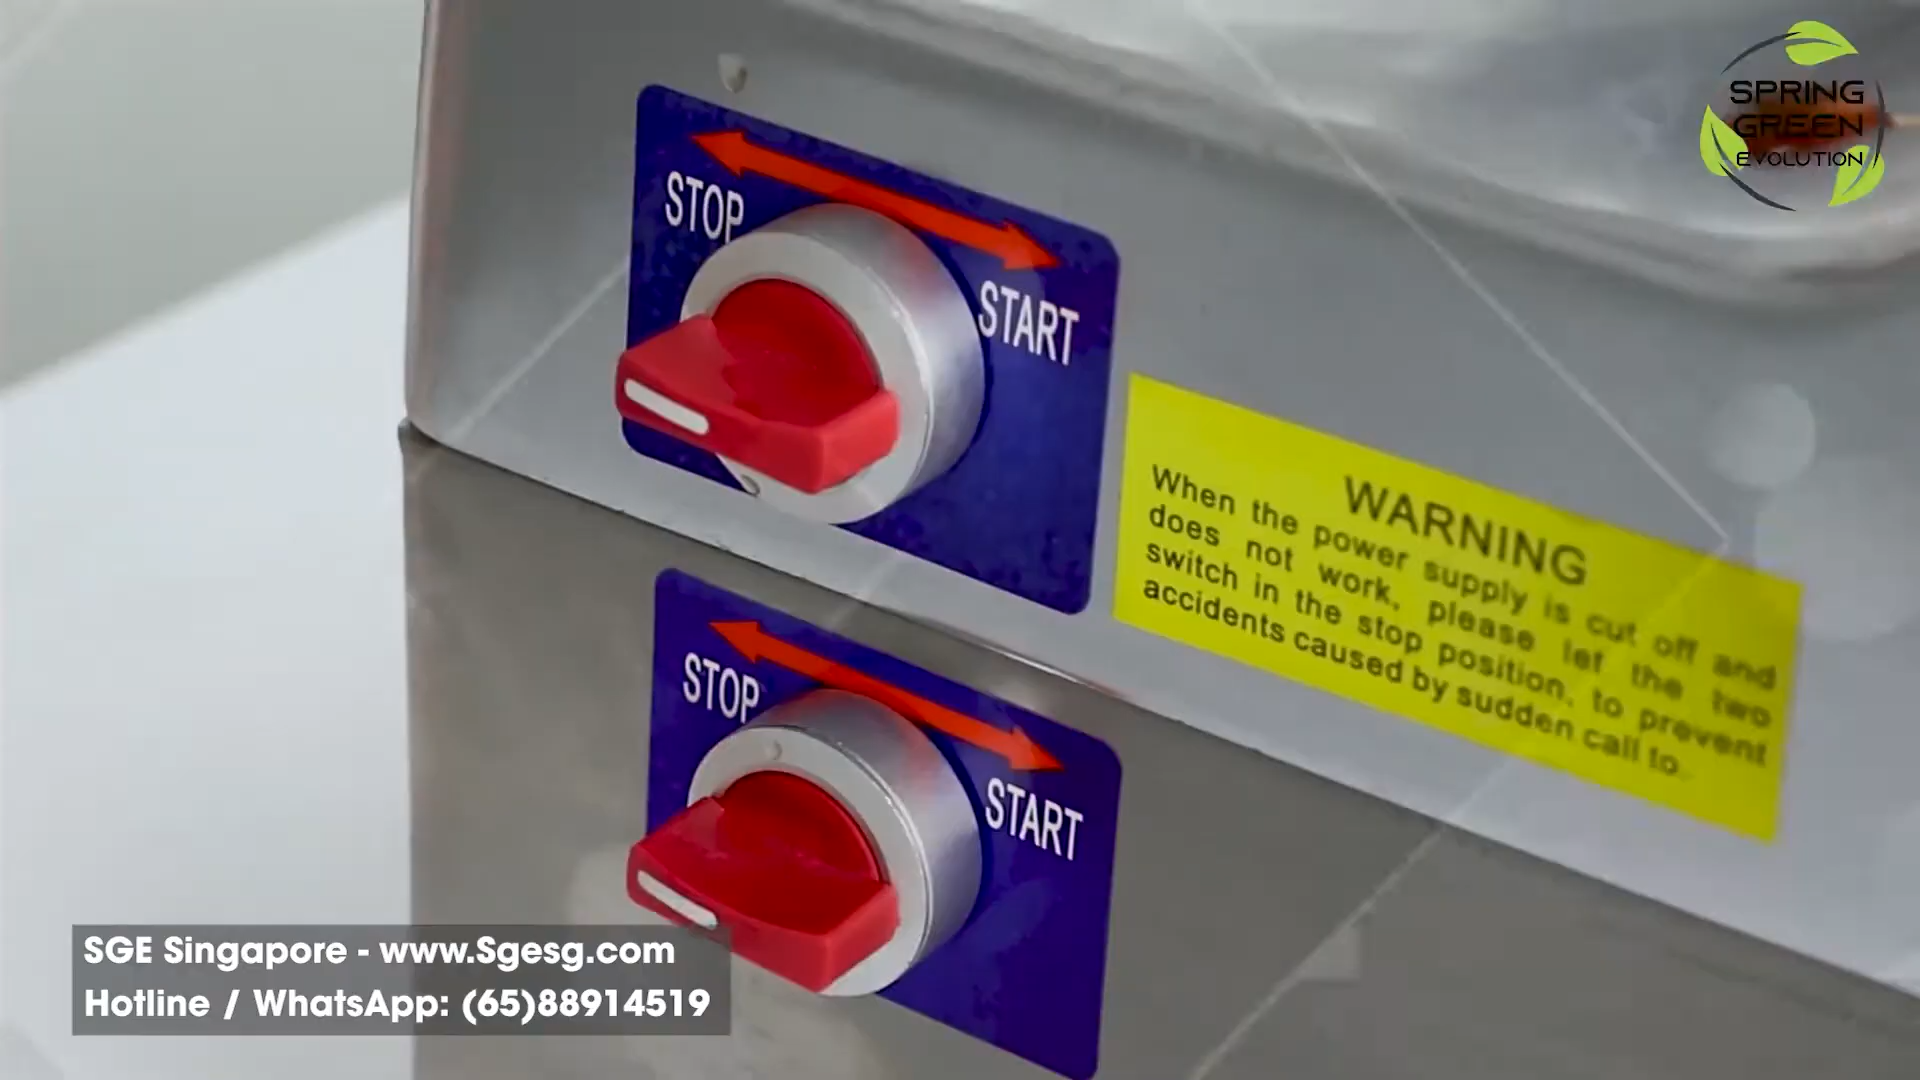 SPRING
GREEN
EVOLUTION
STOP
START
WARNING
When the power supply is cut off and
does not work, please let the two
switch in the stop position, to prevent
accidents caused by sudden call to.
STOP
START
SGE Singapore - www.Sgesg.com
Hotline / WhatsApp: (65)88914519